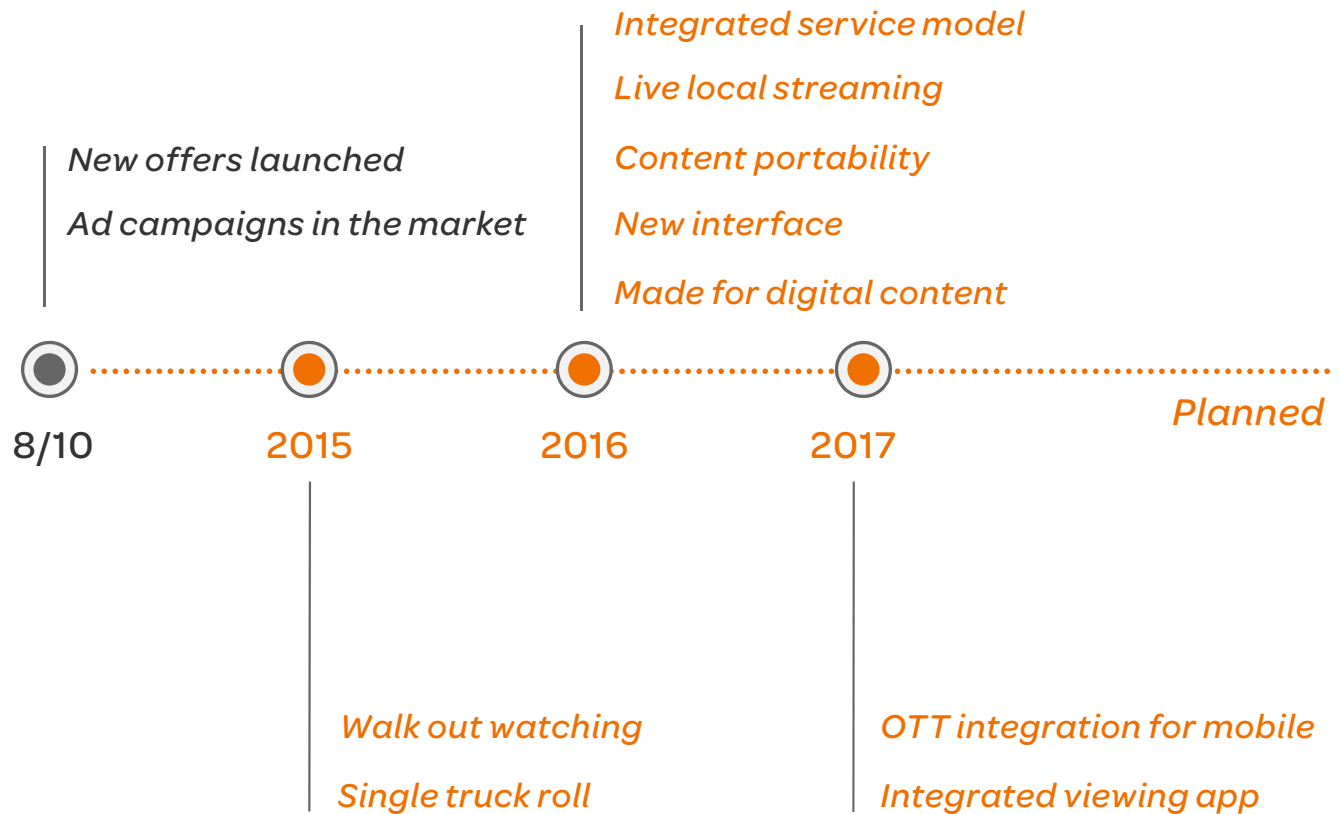 Integrated service model
Live local streaming
Content portability
New interface
Made for digital content
New offers launched
Ad campaigns in the market
Planned
8/10
2015
2016
2017
Walk out watching
Single truck roll
OTT integration for mobile
Integrated viewing app